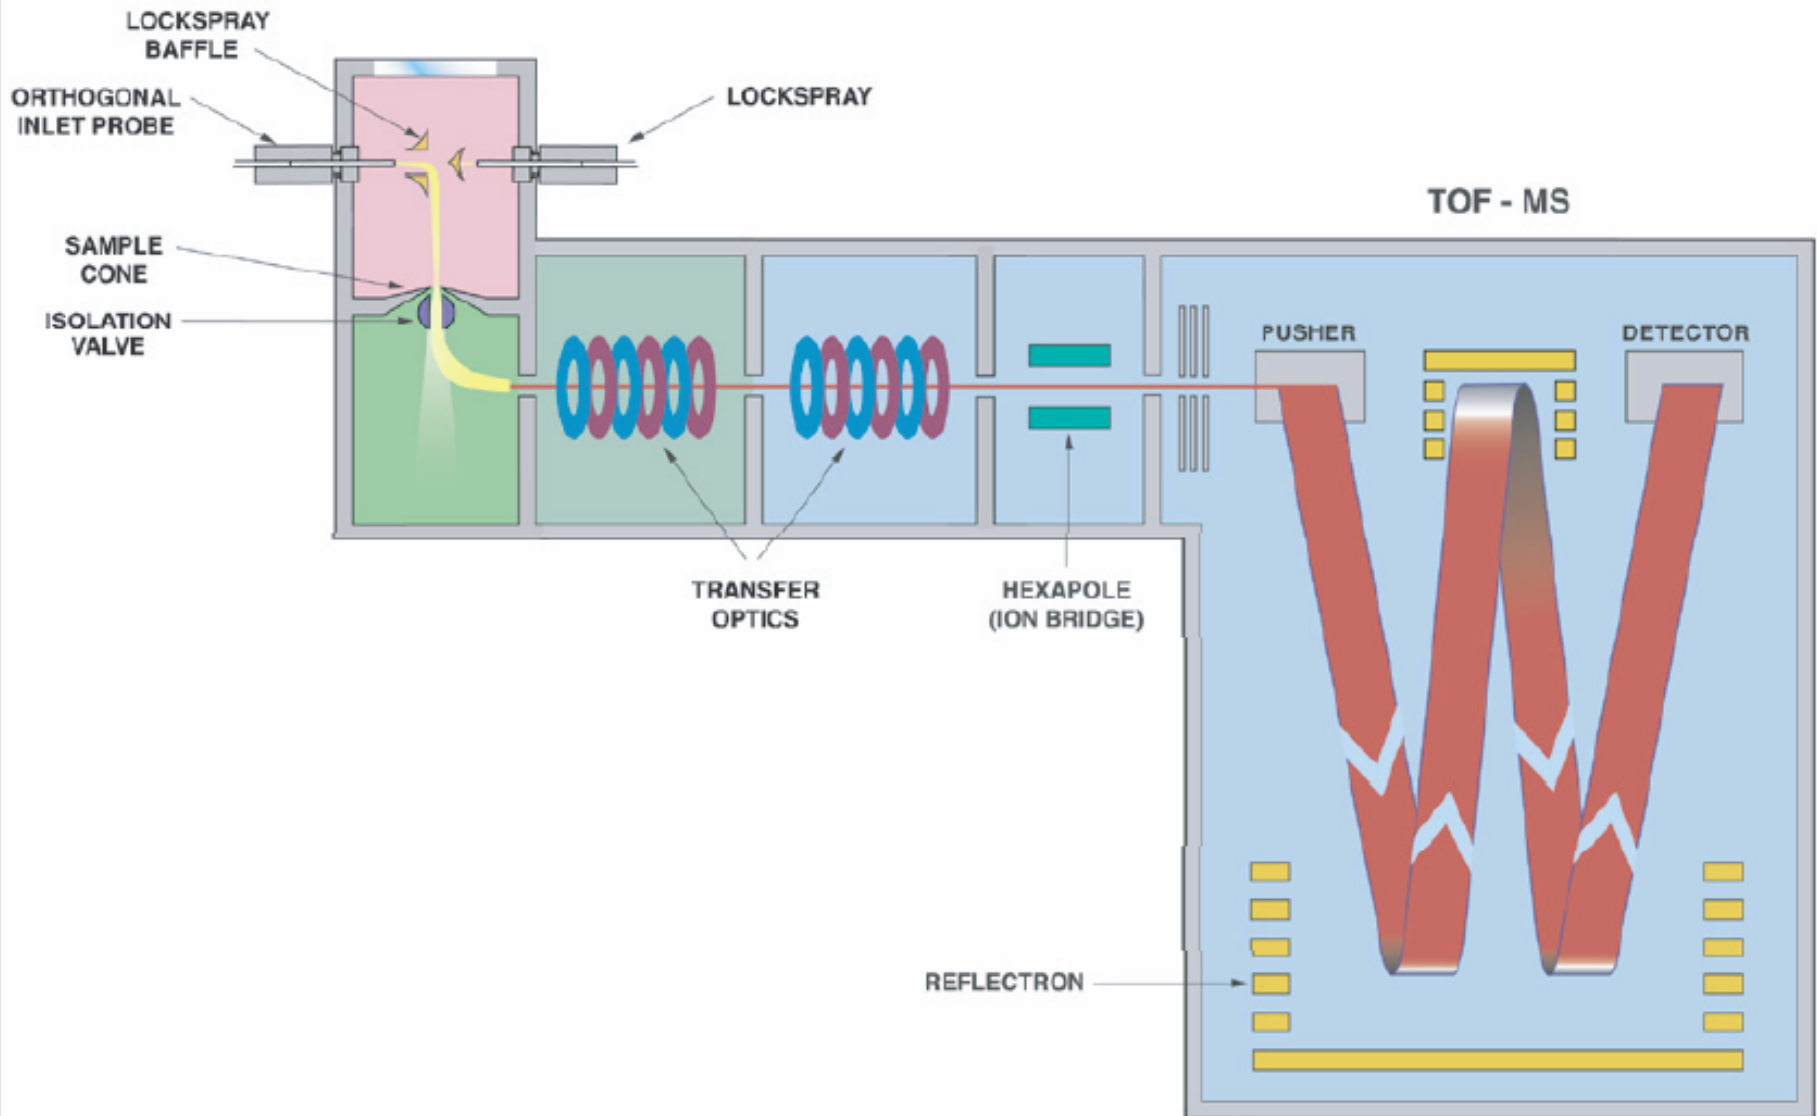 LOCKSPRAY
BAFFLE
ORTHOGONAL
INLET PROBE
LOCKSPRAY
TOF - MS
SAMPLE
CONE
ISOLATION
VALVE
PUSHER
DETECTOR
TRANSFER
OPTICS
HEXAPOLE
(ION BRIDGE)
REFLECTRON